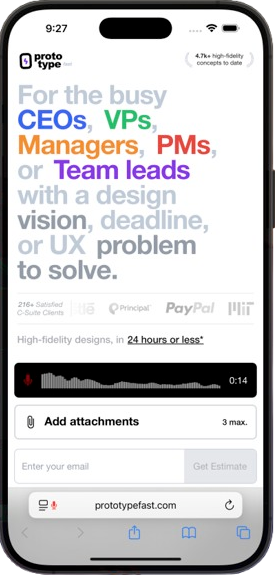 9:27
proto
type
4.7k+ high-fidelity
concepts to date
For the busy
CEOs, VPs,
Managers, PMs,
or Team leads
with a design
vision, deadline,
or UX problem
to solve.
216+ Satisfied
C-Suite Clients
Principal
PayPal
MIT
High-fidelity designs, in 24 hours or less*
0:14
Add attachments
3 max.
Enter your email
Get Estimate
prototypefast.com